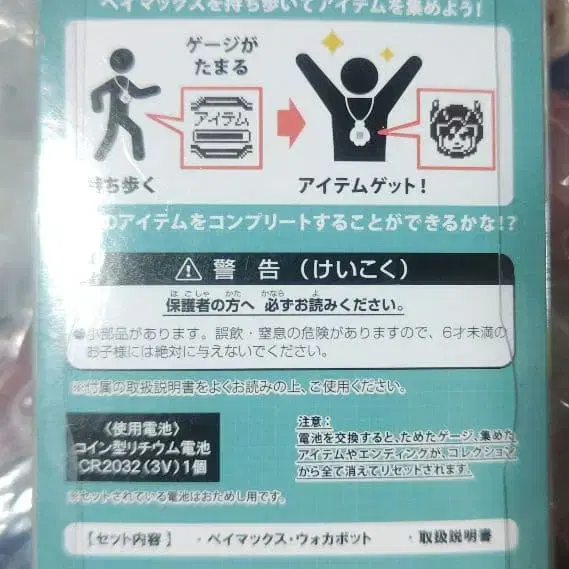 ベイマックスを持ち歩いてアイテムを集めよう!
ゲージが
たまる
アイテム
持ち歩く
アイテムゲット!
のアイテムをコンプリートすることができるかな!?
⚠ 警告 (けいこく)
保護者の方へ 必ずお読みください。
●小部品があります。誤飲・窒息の危険がありますので、6才未満の
お子様には絶対に与えないでください。
※付属の取扱説明書をよくお読みの上、ご使用ください。
〈使用電池〉
コイン型リチウム電池
CR2032(3V)1個
※セットされている電池はおためし用です。
注意:
電池を交換すると、ためたゲージ、集めた
アイテムやエンディングが、コレクション
から全て消えてリセットされます。
【セット内容】 ・ベイマックス・ウォカボット ・取扱説明書